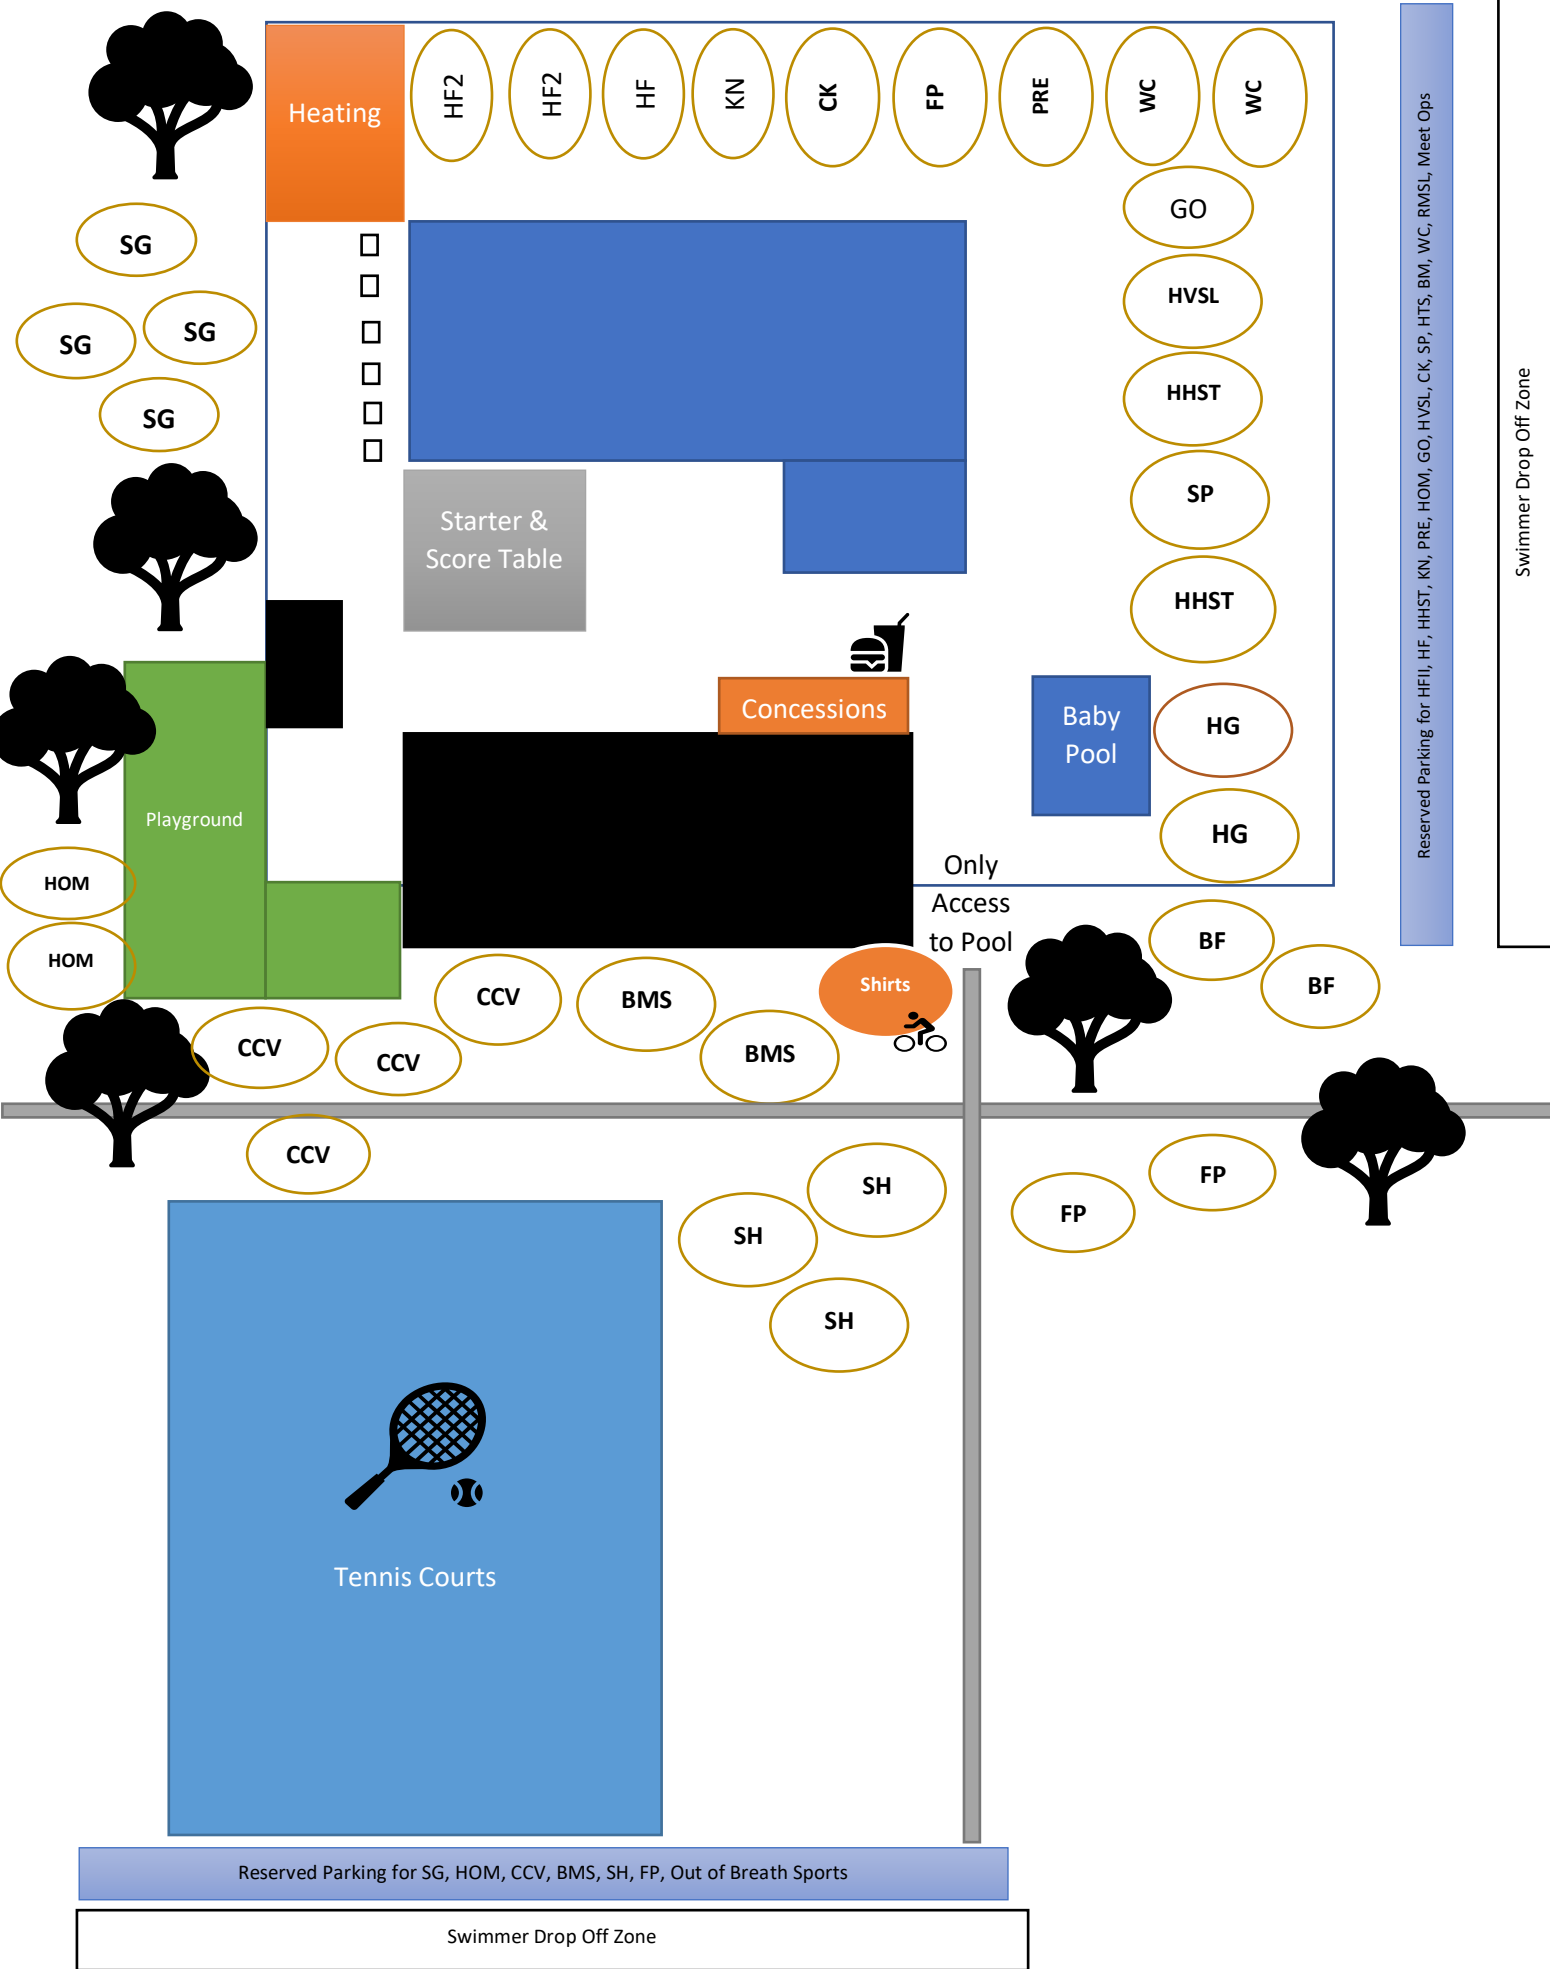 Heating
HF2
HF2
HF
KN
CK
FP
PRE
WC
WC
GO
HVSL
HHST
SP
HHST
HG
HG
SG
SG
SG
SG
Starter &
Score Table
Concessions
Baby
Pool
Playground
HOM
HOM
Only
Access
to Pool
BF
BF
Shirts
CCV
BMS
BMS
CCV
CCV
CCV
SH
SH
SH
FP
FP
Tennis Courts
Reserved Parking for HFII, HF, HHST, KN, PRE, HOM, GO, HVSL, CK, SP, HTS, BM, WC, RMSL, Meet Ops
Swimmer Drop Off Zone
Reserved Parking for SG, HOM, CCV, BMS, SH, FP, Out of Breath Sports
Swimmer Drop Off Zone